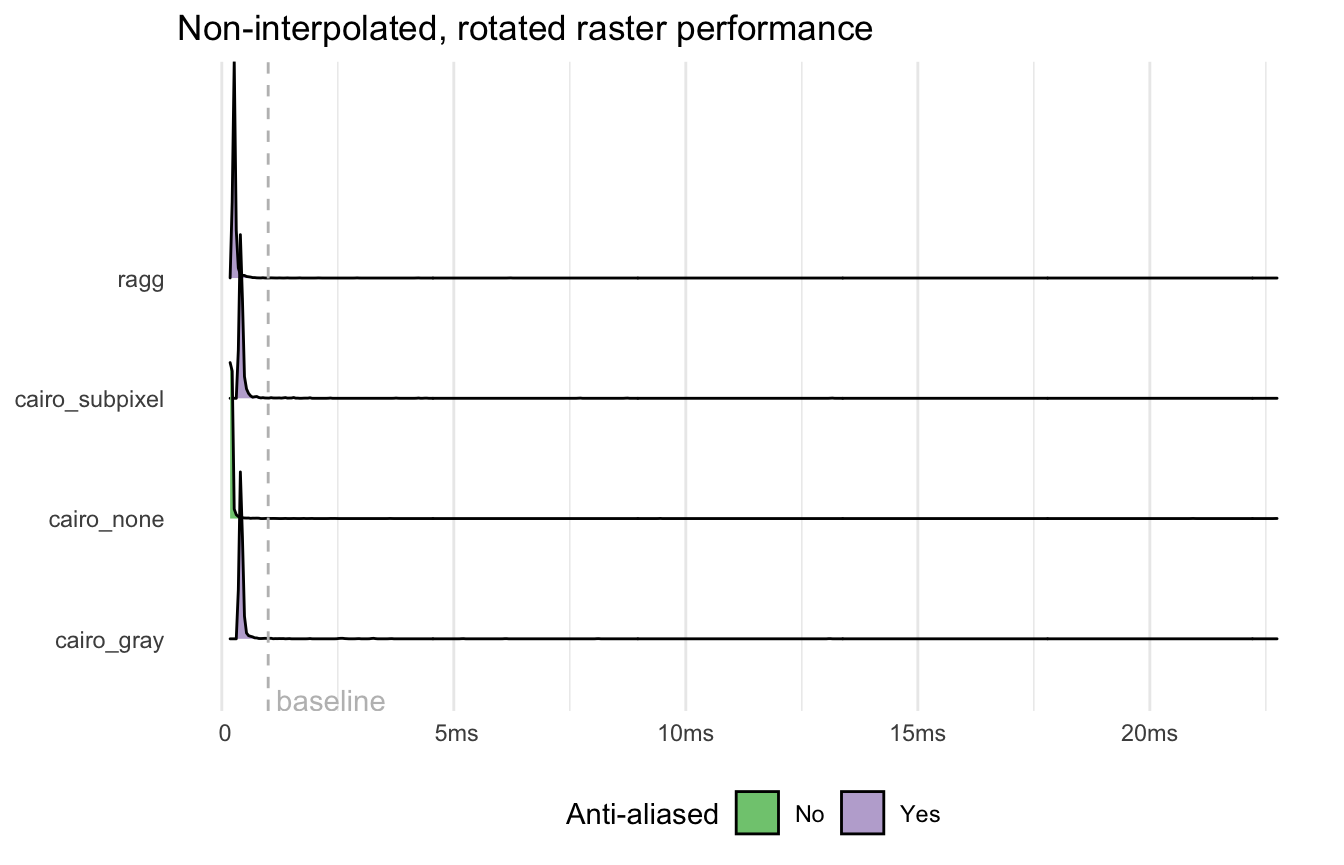 Non-interpolated, rotated raster performance
ragg
cairo_subpixel
cairo_none
cairo_gray
baseline
0 5ms 10ms 15ms 20ms
Anti-aliased No Yes